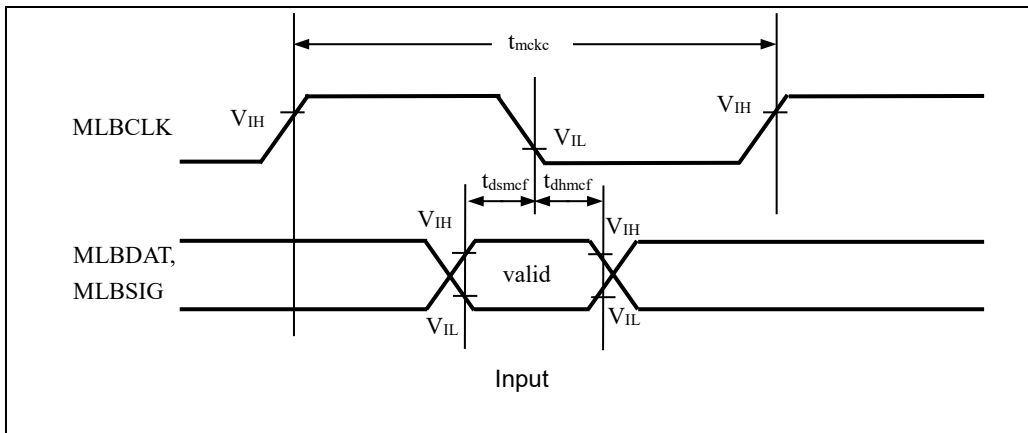 tmckc
MLBCLK
VIH
VIH
VIL
tdsmcf
tdhmcf
VIH
VIH
MLBDAT,
MLBSIG
valid
VIL
VIL
Input